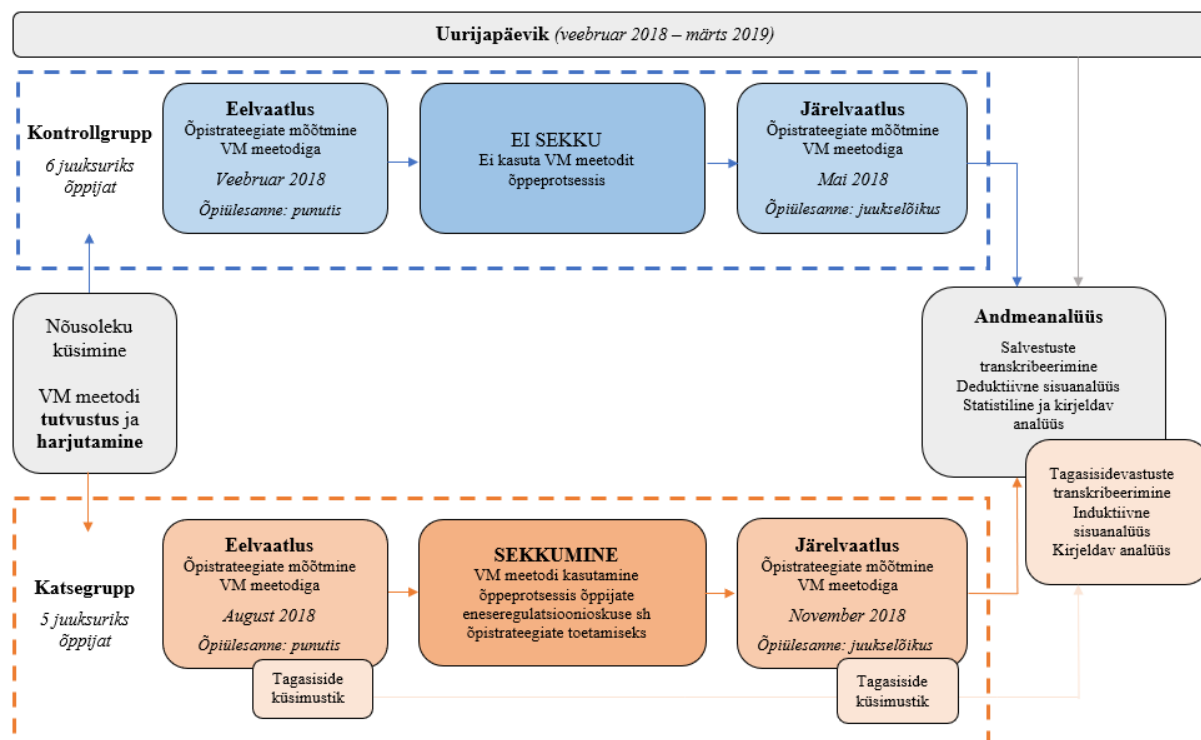 Uurijapäevik (veebruar 2018 – märts 2019)
Kontrollgrupp
6 juuksuriks
õppijat
Eelvaatlus
Õpistrateegiate mõõtmine
VM meetodiga
Veebruar 2018
Õpiülesanne: punutis
EI SEKKU
Ei kasuta VM meetodit
õppeprotsessis
Järelvaatlus
Õpistrateegiate mõõtmine
VM meetodiga
Mai 2018
Õpiülesanne: juukselõikus
Nõusoleku
küsimine
VM meetodi
tutvustus ja
harjutamine
Andmeanalüüs
Salvestuste
transkribeerimine
Deduktiivne sisuanalüüs
Statistiline ja kirjeldav
analüüs
Tagasisidevastuste
transkribeerimine
Induktiivne
sisuanalüüs
Kirjeldav analüüs
Katsegrupp
5 juuksuriks
õppijat
Eelvaatlus
Õpistrateegiate mõõtmine
VM meetodiga
August 2018
Õpiülesanne: punutis
Tagasiside
küsimustik
SEKKUMINE
VM meetodi kasutamine
õppeprotsessis õppijate
eneseregulatsioonioskuse sh
õpistrateegiate toetamiseks
Järelvaatlus
Õpistrateegiate mõõtmine
VM meetodiga
November 2018
Õpiülesanne: juukselõikus
Tagasiside
küsimustik